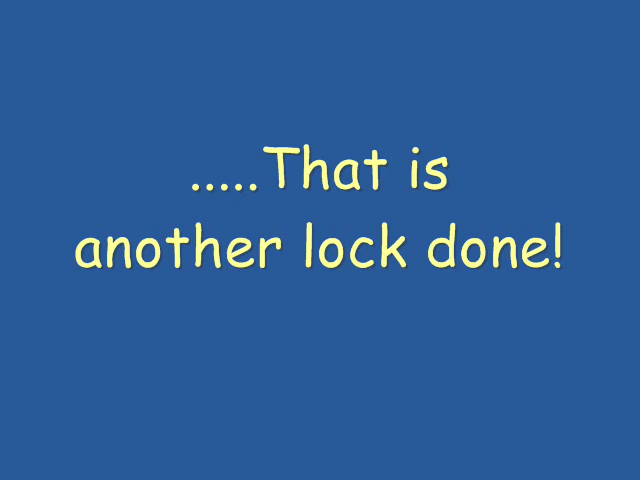 .....That is
another lock done!